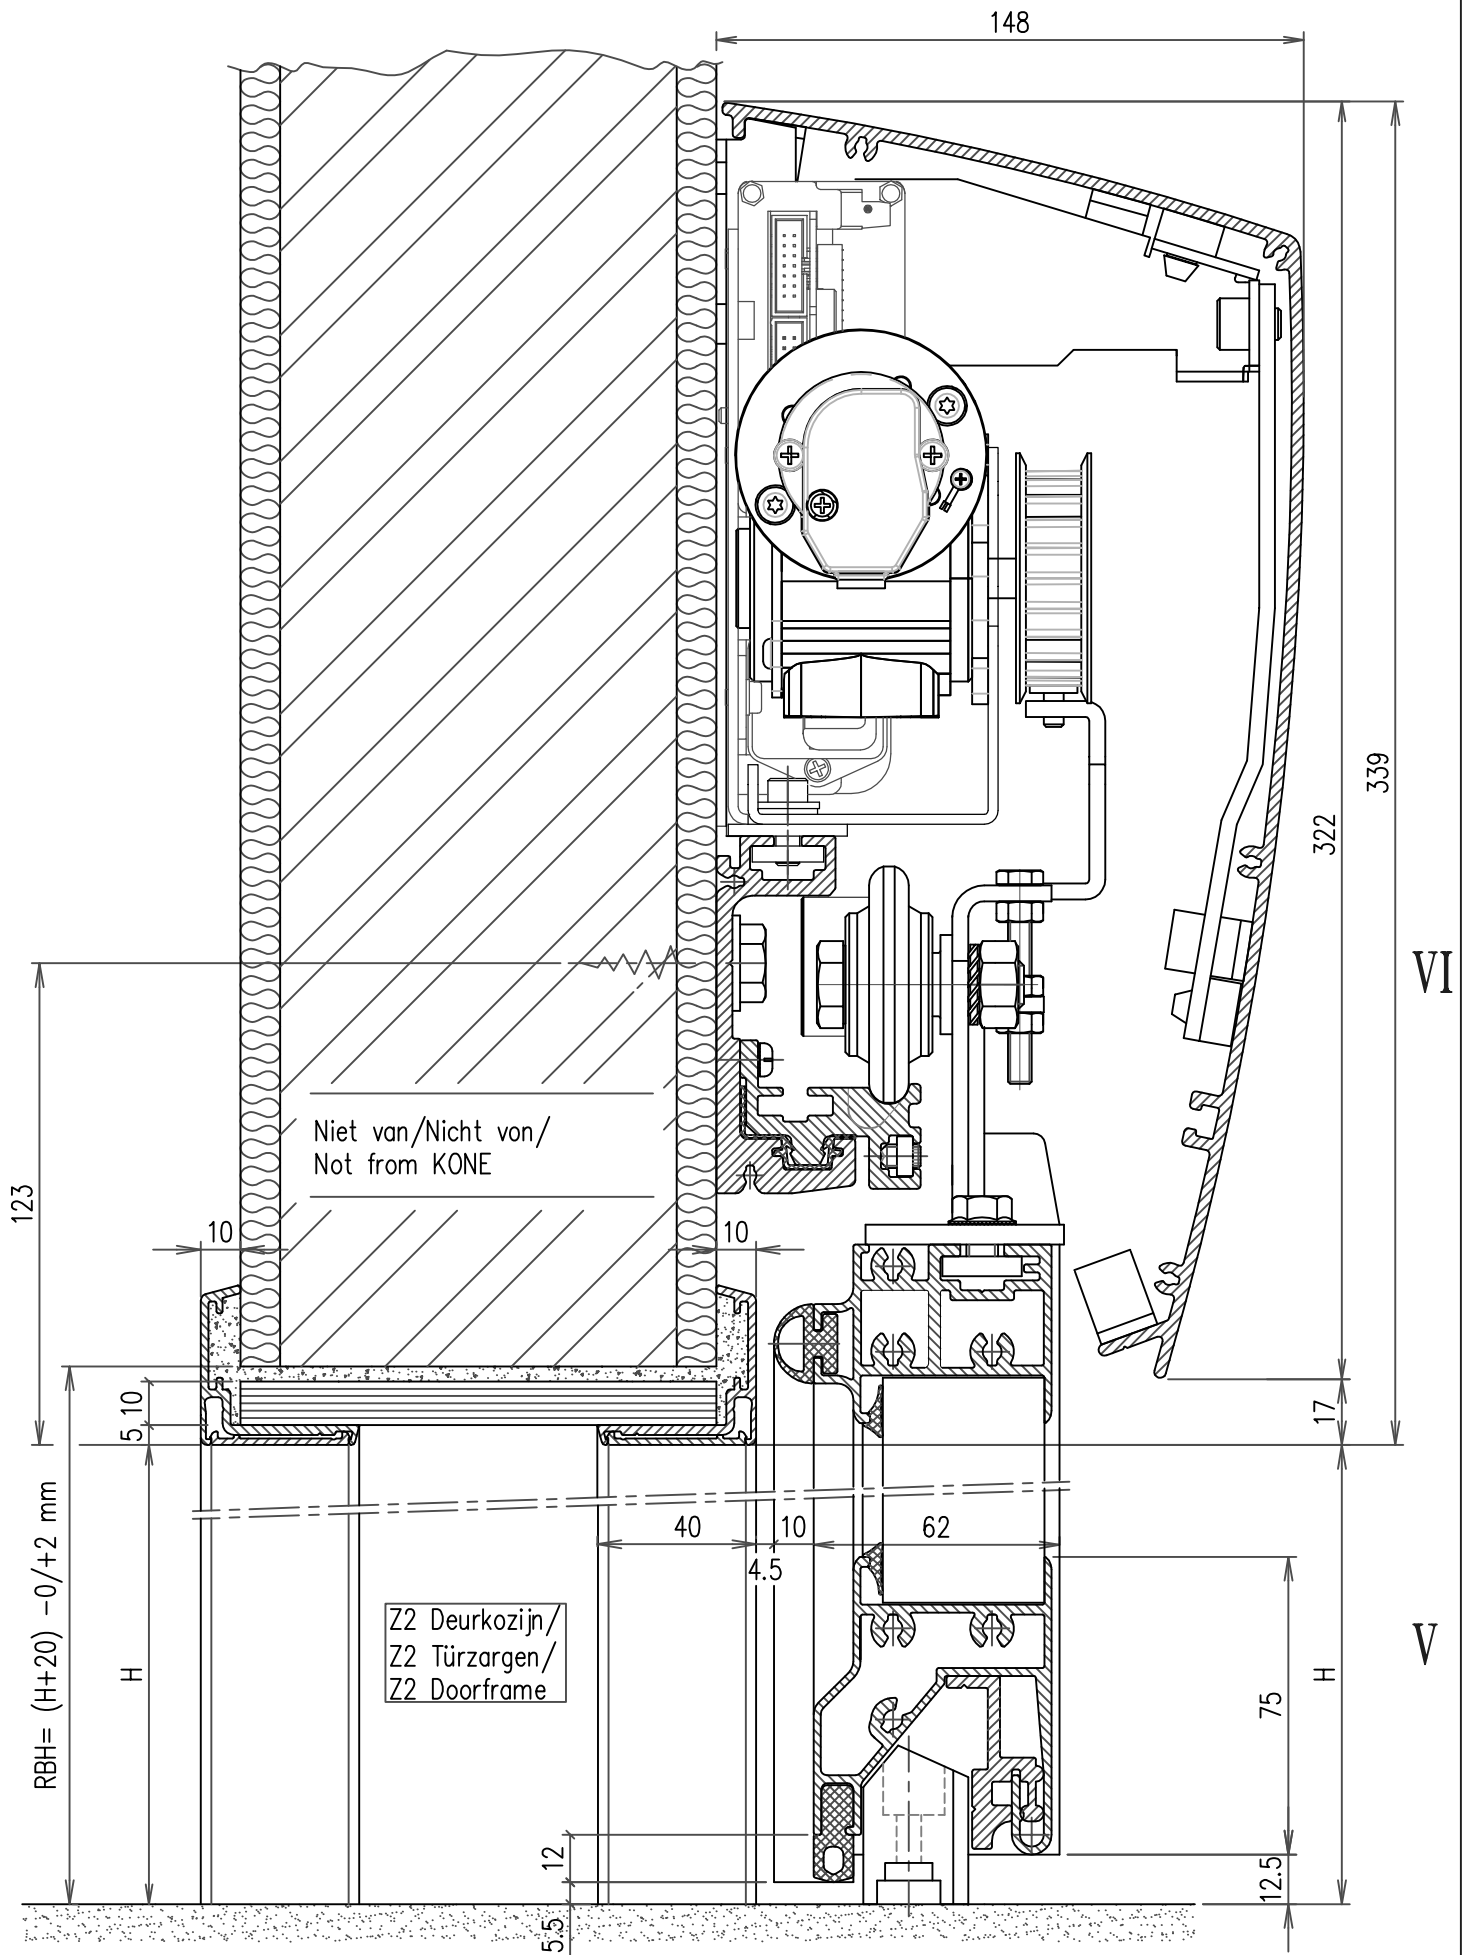 148
339
322
VI
Niet van/Nicht von/
Not from KONE
123
10
10
17
10
5
40
10
62
4.5
RBH= (H+20) -0/+2 mm
H
Z2 Deurkozijn/
Z2 Türzargen/
Z2 Doorframe
H
V
75
12
12.5
5.5